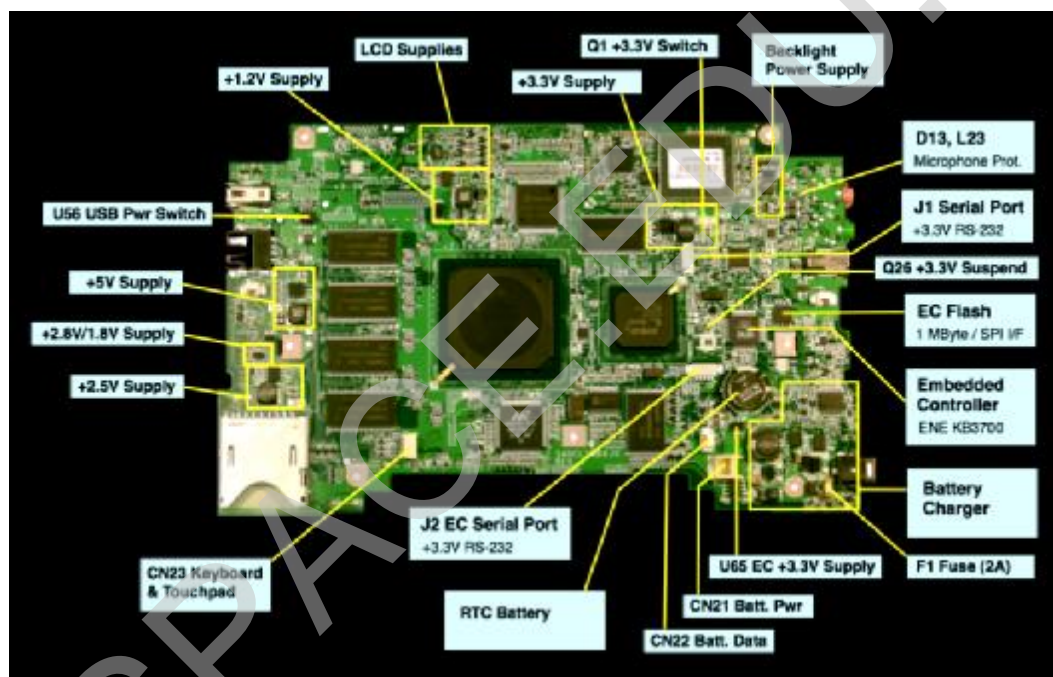 LCD Supplies
Q1 +3.3V Switch
Backlight
Power Supply
+1.2V Supply
+3.3V Supply
D13, L23
Microphone Prot.
U56 USB Pwr Switch
J1 Serial Port
+3.3V RS-232
Q26 +3.3V Suspend
+5V Supply
EC Flash
1 MByte / SPI I/F
+2.8V/1.8V Supply
+2.5V Supply
Embedded
Controller
ENE KB3700
Battery
Charger
J2 EC Serial Port
+3.3V RS-232
CN23 Keyboard
& Touchpad
U65 EC +3.3V Supply
F1 Fuse (2A)
RTC Battery
CN21 Batt. Pwr
CN22 Batt. Data
SPACE.EDU.